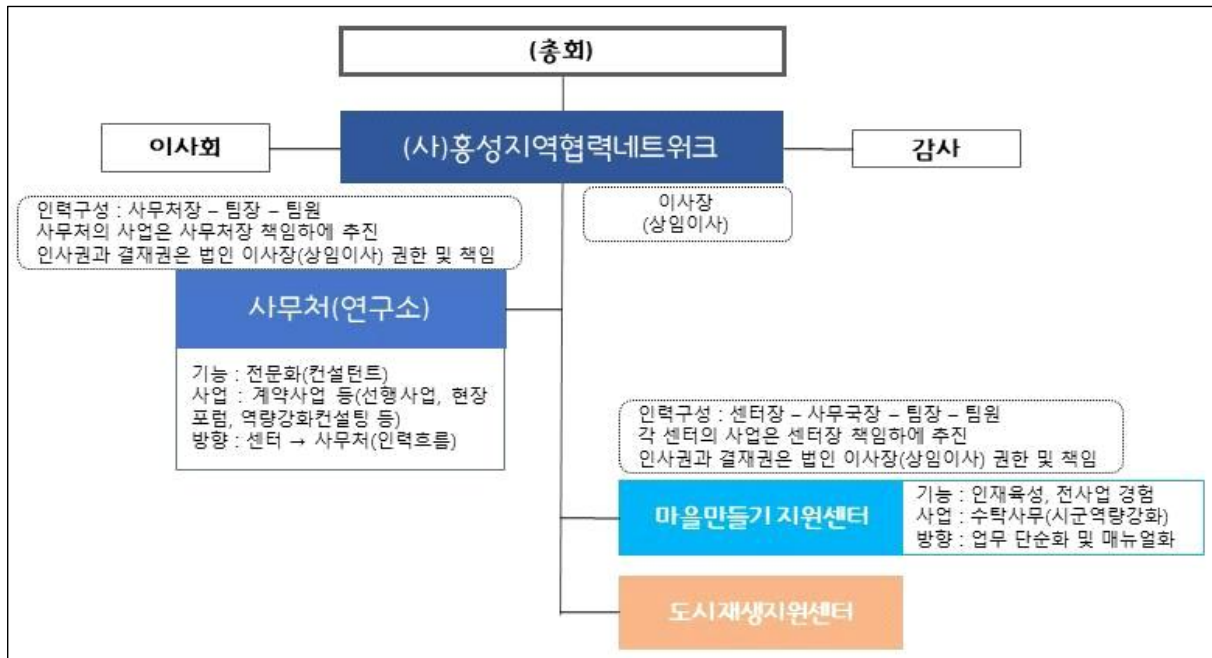 (총회)
이사회
(사)홍성지역협력네트워크
감사
이사장
(상임이사)
인력구성 : 사무처장 – 팀장 – 팀원
사무처의 사업은 사무처장 책임하에 추진
인사권과 결재권은 법인 이사장(상임이사) 권한 및 책임
사무처(연구소)
기능 : 전문화(컨설턴트)
사업 : 계약사업 등(선행사업, 현장
포럼, 역량강화컨설팅 등)
방향 : 센터 → 사무처(인력흐름)
인력구성 : 센터장 – 사무국장 – 팀장 – 팀원
각 센터의 사업은 센터장 책임하에 추진
인사권과 결재권은 법인 이사장(상임이사) 권한 및 책임
마을만들기 지원센터
기능 : 인재육성, 전사업 경험
사업 : 수탁사무(시군역량강화)
방향 : 업무 단순화 및 매뉴얼화
도시재생지원센터